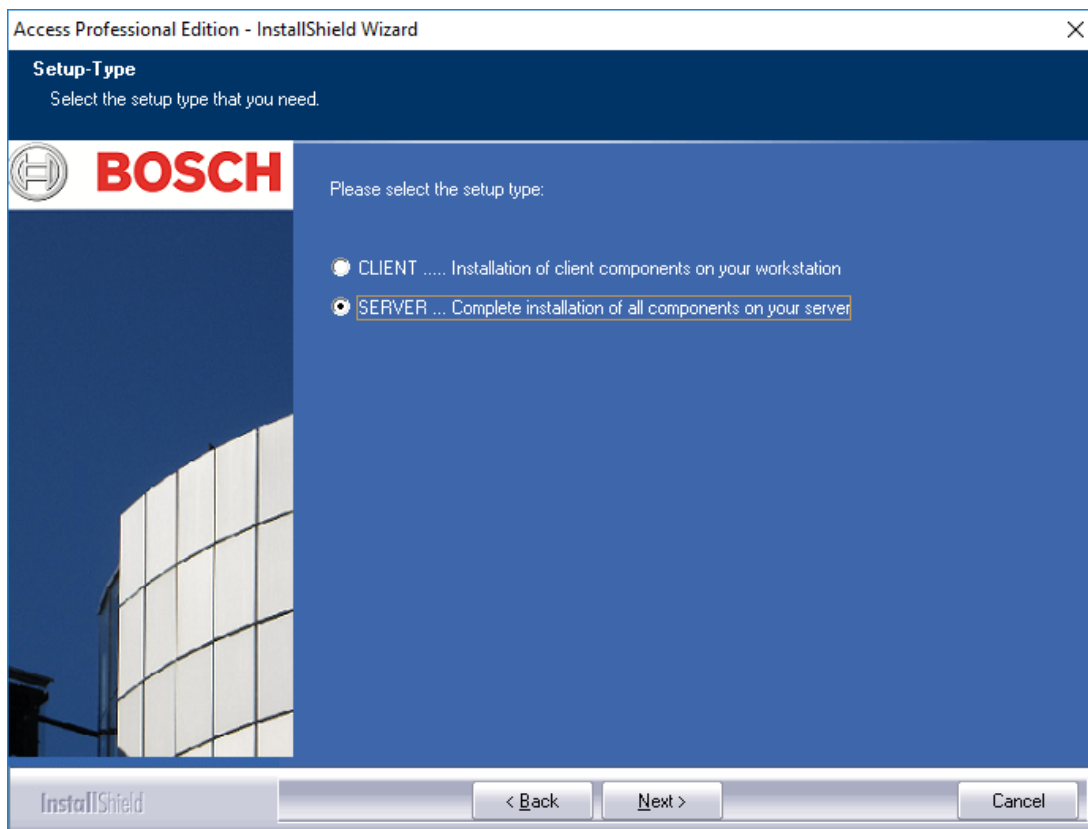 Access Professional Edition - InstallShield Wizard
Setup-Type
Select the setup type that you need.
BOSCH
Please select the setup type:
CLIENT ..... Installation of client components on your workstation
SERVER ... Complete installation of all components on your server
InstallShield
< Back
Next >
Cancel